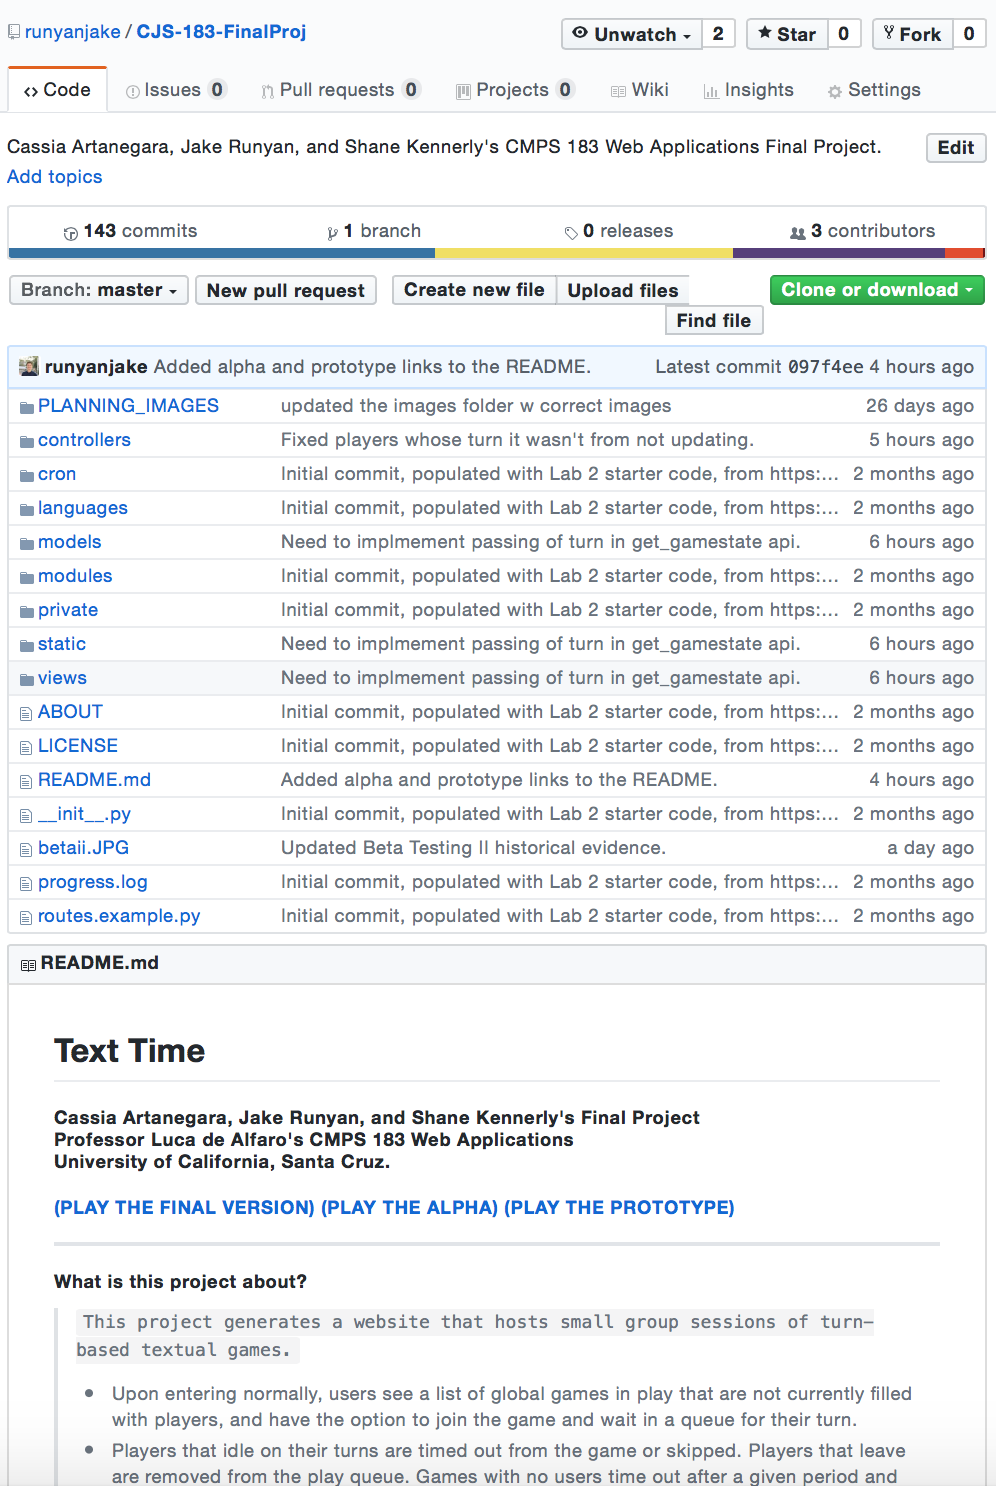 runyanjake / CJS-183-FinalProj
Unwatch 2 Star 0 Fork 0
Code Issues 0 Pull requests 0 Projects 0 Wiki Insights Settings
Cassia Artanegara, Jake Runyan, and Shane Kennerly's CMPS 183 Web Applications Final Project. Edit
Add topics
143 commits 1 branch 0 releases 3 contributors
Branch: master New pull request Create new file Upload files Clone or download
Find file
runyanjake Added alpha and prototype links to the README. Latest commit 097f4ee 4 hours ago
PLANNING_IMAGES updated the images folder w correct images 26 days ago
controllers Fixed players whose turn it wasn't from not updating. 5 hours ago
cron Initial commit, populated with Lab 2 starter code, from https:... 2 months ago
languages Initial commit, populated with Lab 2 starter code, from https:... 2 months ago
models Need to implmement passing of turn in get_gamestate api. 6 hours ago
modules Initial commit, populated with Lab 2 starter code, from https:... 2 months ago
private Initial commit, populated with Lab 2 starter code, from https:... 2 months ago
static Need to implmement passing of turn in get_gamestate api. 6 hours ago
views Need to implmement passing of turn in get_gamestate api. 6 hours ago
ABOUT Initial commit, populated with Lab 2 starter code, from https:... 2 months ago
LICENSE Initial commit, populated with Lab 2 starter code, from https:... 2 months ago
README.md Added alpha and prototype links to the README. 4 hours ago
__init__.py Initial commit, populated with Lab 2 starter code, from https:... 2 months ago
betaii.JPG Updated Beta Testing II historical evidence. a day ago
progress.log Initial commit, populated with Lab 2 starter code, from https:... 2 months ago
routes.example.py Initial commit, populated with Lab 2 starter code, from https:... 2 months ago
README.md
Text Time
Cassia Artanegara, Jake Runyan, and Shane Kennerly's Final Project
Professor Luca de Alfaro's CMPS 183 Web Applications
University of California, Santa Cruz.
(PLAY THE FINAL VERSION) (PLAY THE ALPHA) (PLAY THE PROTOTYPE)
What is this project about?
This project generates a website that hosts small group sessions of turn-
based textual games.
• Upon entering normally, users see a list of global games in play that are not currently filled
with players, and have the option to join the game and wait in a queue for their turn.
• Players that idle on their turns are timed out from the game or skipped. Players that leave
are removed from the play queue. Games with no users time out after a given period and